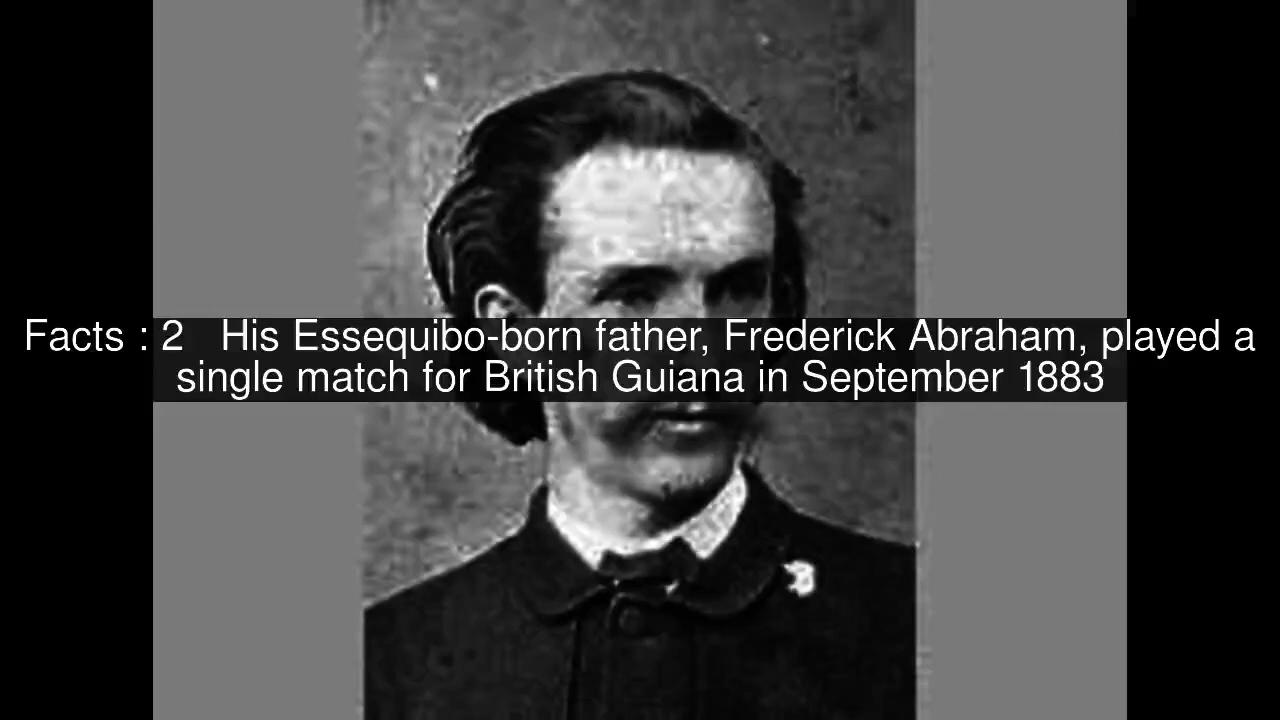 Facts : 2   His Essequibo-born father, Frederick Abraham, played a
single match for British Guiana in September 1883